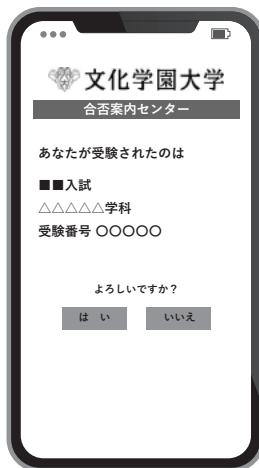 文化学園大学
合否案内センター
あなたが受験されたのは
■■入試
△△△△△学科
受験番号 〇〇〇〇〇
よろしいですか？
は い
いいえ